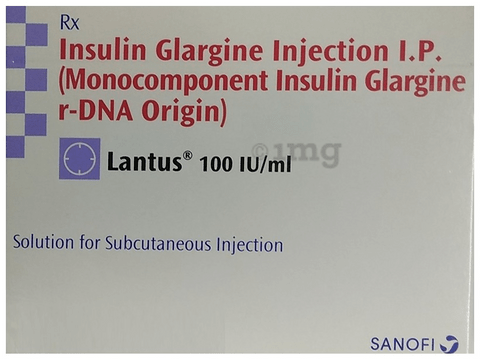 Rx
Insulin Glargine Injection I.P.
(Monocomponent Insulin Glargine
r-DNA Origin)
Lantus® 100 IU/ml
©1mg
Solution for Subcutaneous Injection
SANOFI